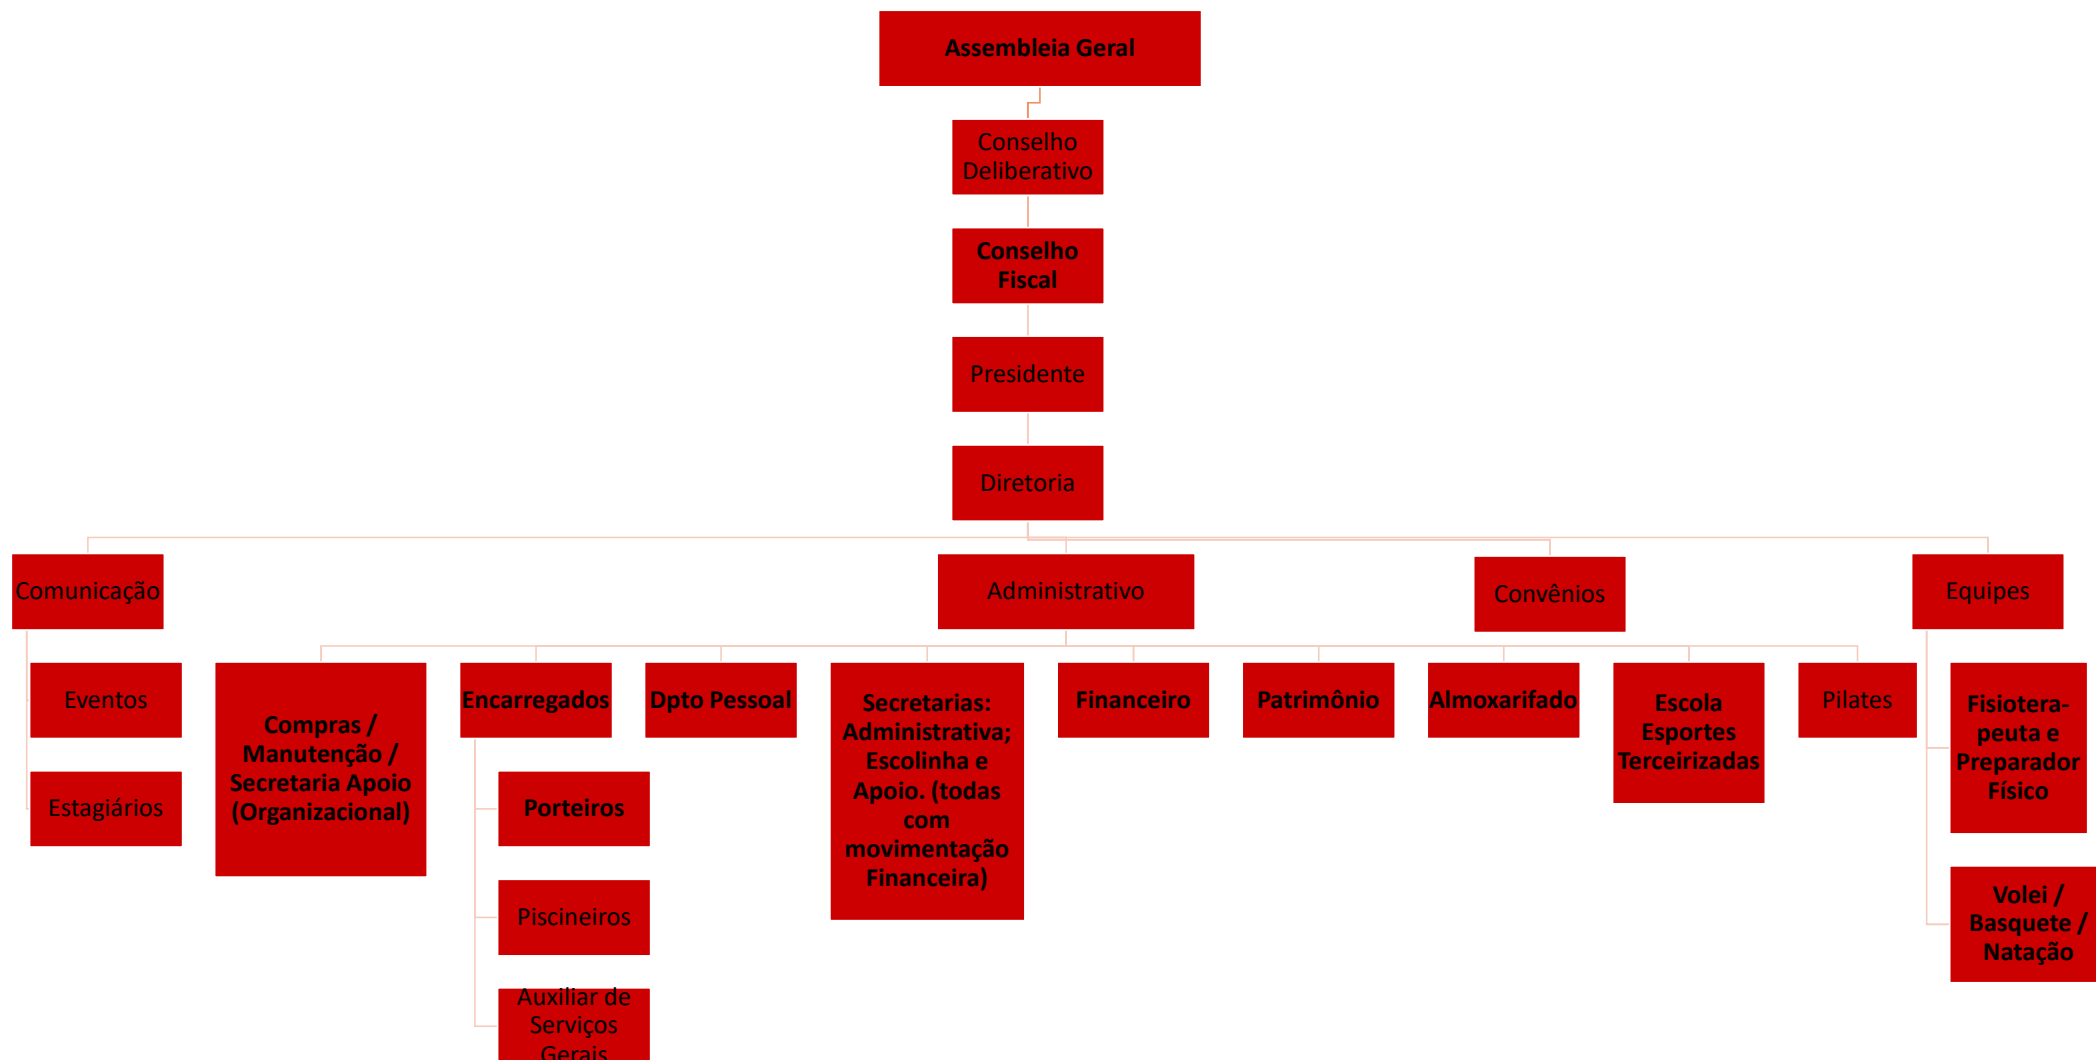 Assembleia Geral
Conselho
Deliberativo
Conselho
Fiscal
Presidente
Diretoria
Comunicação
Administrativo
Convênios
Equipes
Eventos
Estagiários
Compras /
Manutenção /
Secretaria Apoio
(Organizacional)
Encarregados
Porteiros
Piscineiros
Auxiliar de
Serviços
Gerais
Dpto Pessoal
Secretarias:
Administrativa;
Escolinha e
Apoio. (todas
com
movimentação
Financeira)
Financeiro
Patrimônio
Almoxarifado
Escola
Esportes
Terceirizadas
Pilates
Fisiotera-
peuta e
Preparador
Físico
Volei /
Basquete /
Natação